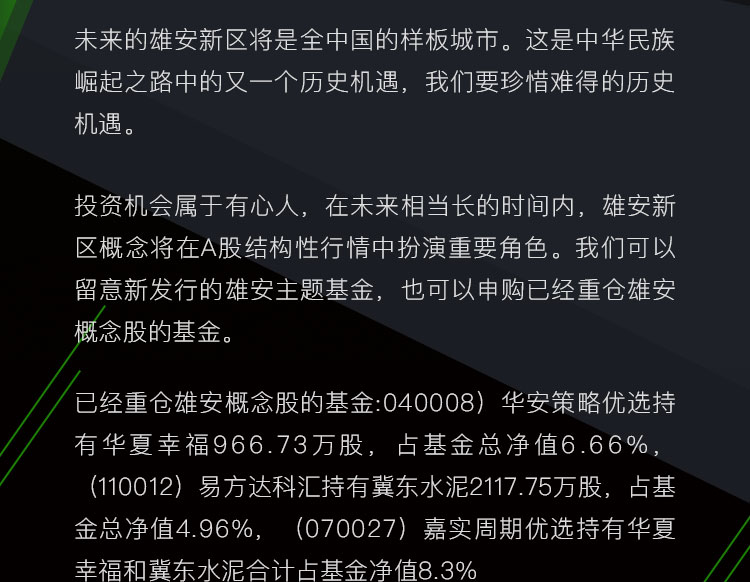 未来的雄安新区将是全中国的样板城市。这是中华民族
崛起之路中的又一个历史机遇，我们要珍惜难得的历史
机遇。
投资机会属于有心人，在未来相当长的时间内，雄安新
区概念将在A股结构性行情中扮演重要角色。我们可以
留意新发行的雄安主题基金，也可以申购已经重仓雄安
概念股的基金。
已经重仓雄安概念股的基金:040008）华安策略优选持
有华夏幸福966.73万股，占基金总净值6.66%，
（110012）易方达科汇持有冀东水泥2117.75万股，占基
金总净值4.96%，（070027）嘉实周期优选持有华夏
幸福和冀东水泥合计占基金净值8.3%